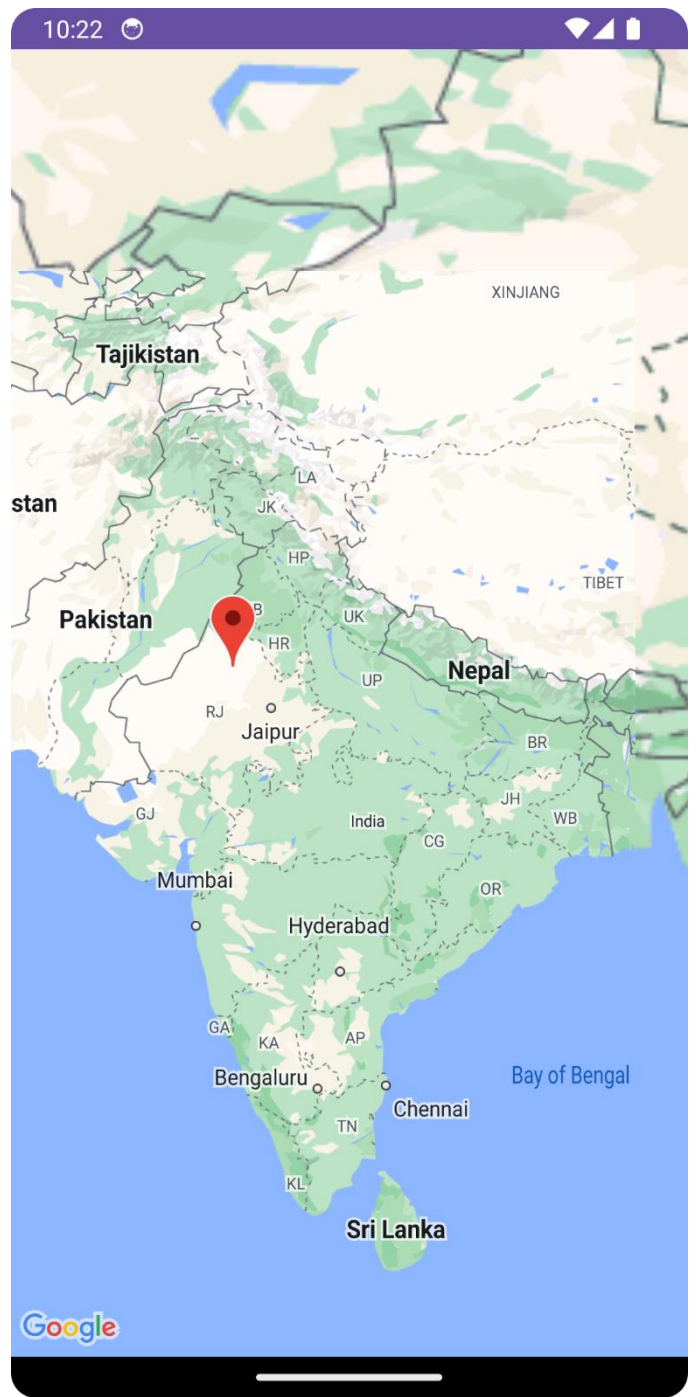 10:22
XINJIANG
Tajikistan
LA
stan
JK
HP
TIBET
B
Pakistan
UK
HR
Nepal
UP
RJ
Jaipur
BR
JH
GJ
WB
India
CG
Mumbai
OR
Hyderabad
GA
AP
KA
Bengaluru
Bay of Bengal
Chennai
TN
KL
Sri Lanka
Google